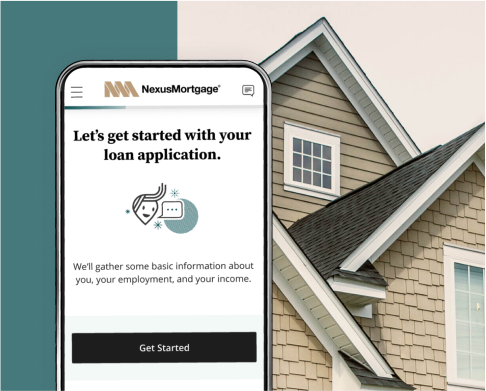 NexusMortgage®
Let's get started with your
loan application.
We'll gather some basic information about
you, your employment, and your income.
Get Started